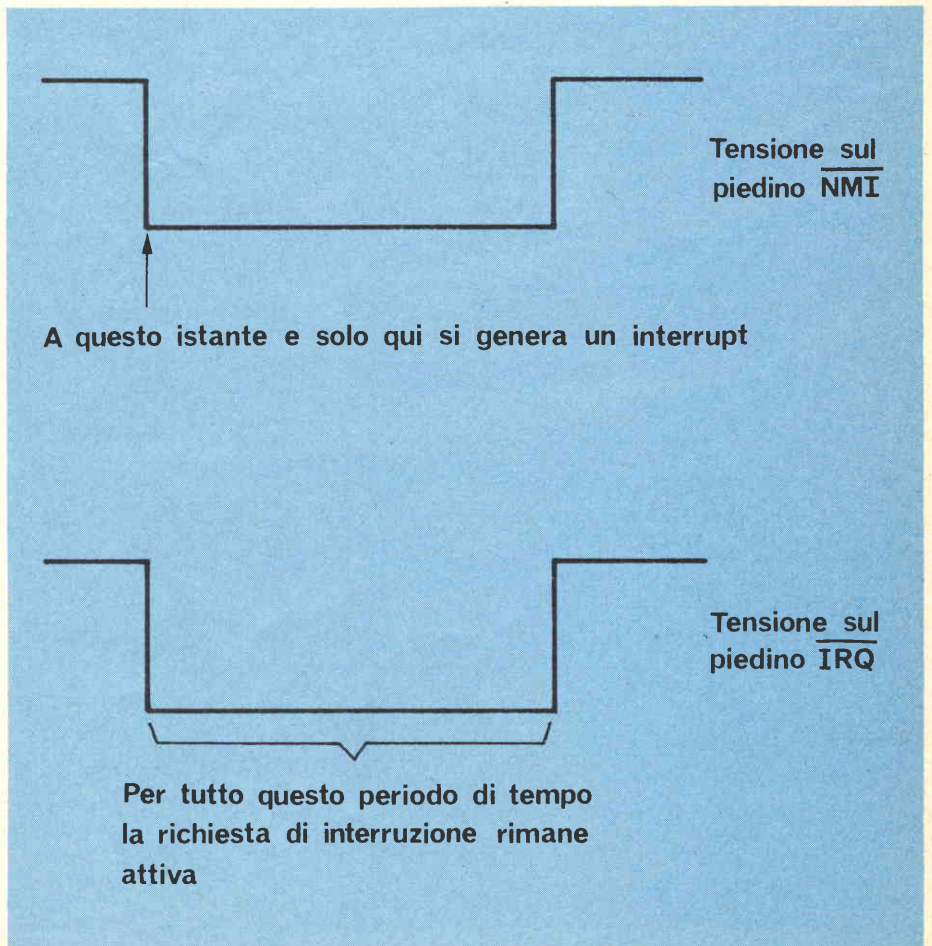 Tensione sul
piedino NMI
A questo istante e solo qui si genera un interrupt
Tensione sul
piedino IRQ
Per tutto questo periodo di tempo
la richiesta di interruzione rimane
attiva